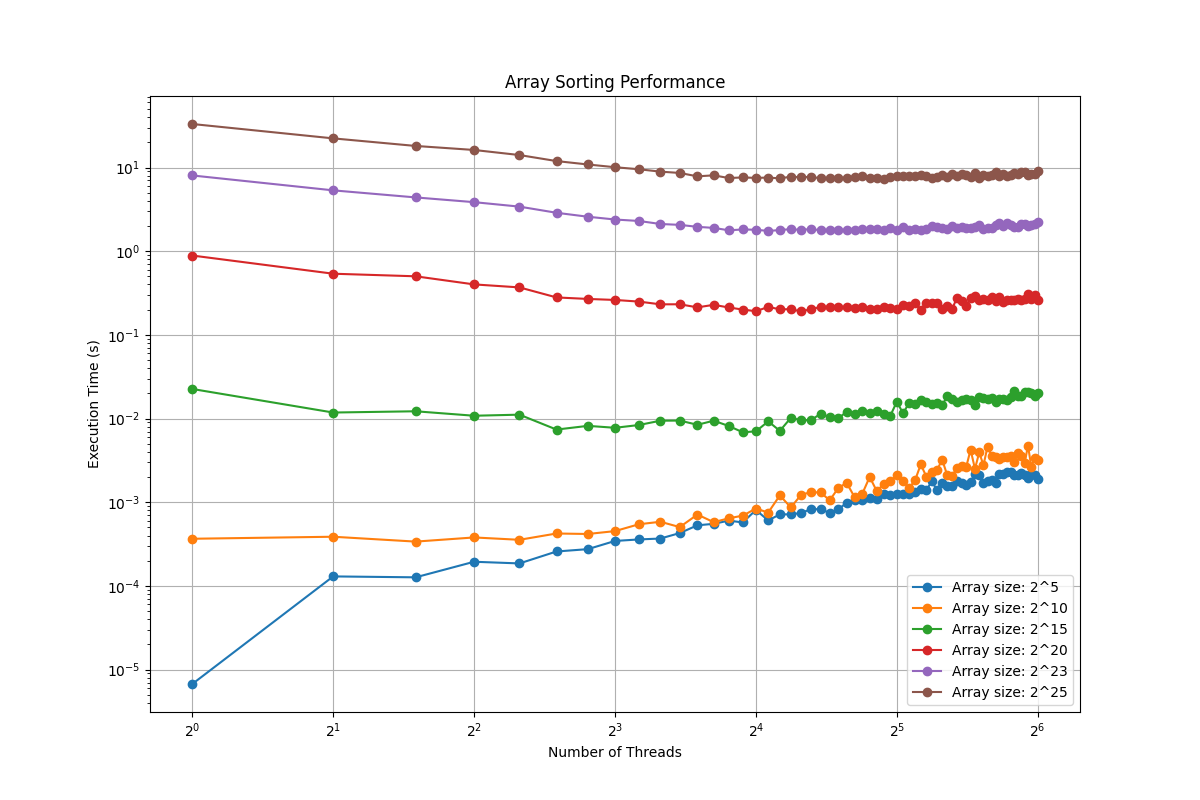 Array Sorting Performance
Execution Time (s)
10^1
10^0
10^-1
10^-2
10^-3
10^-4
10^-5
Array size: 2^5
Array size: 2^10
Array size: 2^15
Array size: 2^20
Array size: 2^23
Array size: 2^25
2^0 2^1 2^2 2^3 2^4 2^5 2^6
Number of Threads